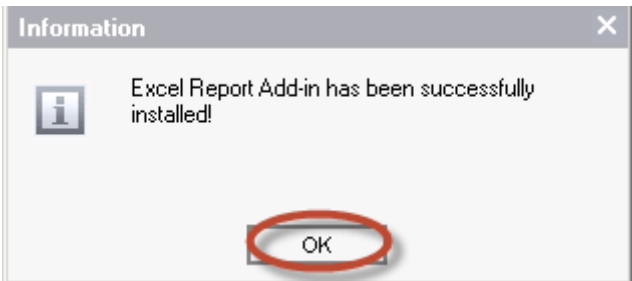 Information
Excel Report Add-in has been successfully
installed!
OK